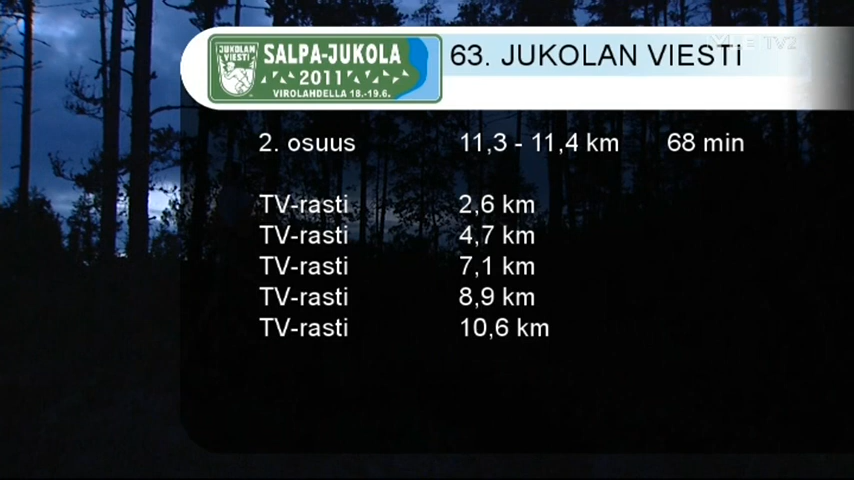 JUKOLAN
VIESTI
SALPA-JUKOLA
2011
VIROLAHDELLA 18.-19.6.
63. JUKOLAN VIESTI
YLE TV2
2. osuus 11,3 - 11,4 km 68 min
TV-rasti 2,6 km
TV-rasti 4,7 km
TV-rasti 7,1 km
TV-rasti 8,9 km
TV-rasti 10,6 km